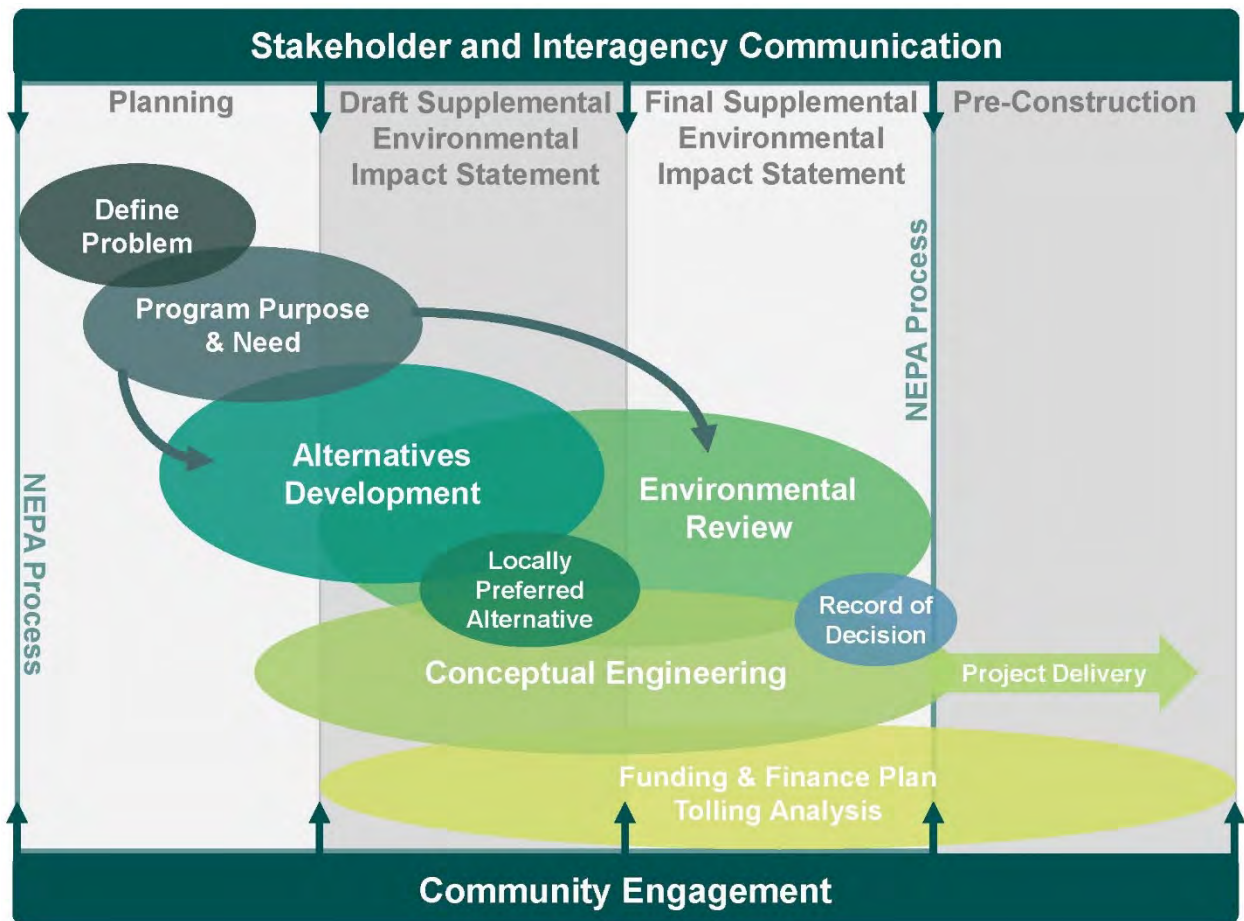 Stakeholder and Interagency Communication
Planning
Draft Supplemental
Environmental
Impact Statement
Final Supplemental
Environmental
Impact Statement
Pre-Construction
Define
Problem
Program Purpose
& Need
NEPA Process
Alternatives
Development
Environmental
Review
NEPA Process
Locally
Preferred
Alternative
Record of
Decision
Conceptual Engineering
Project Delivery
Funding & Finance Plan
Tolling Analysis
Community Engagement